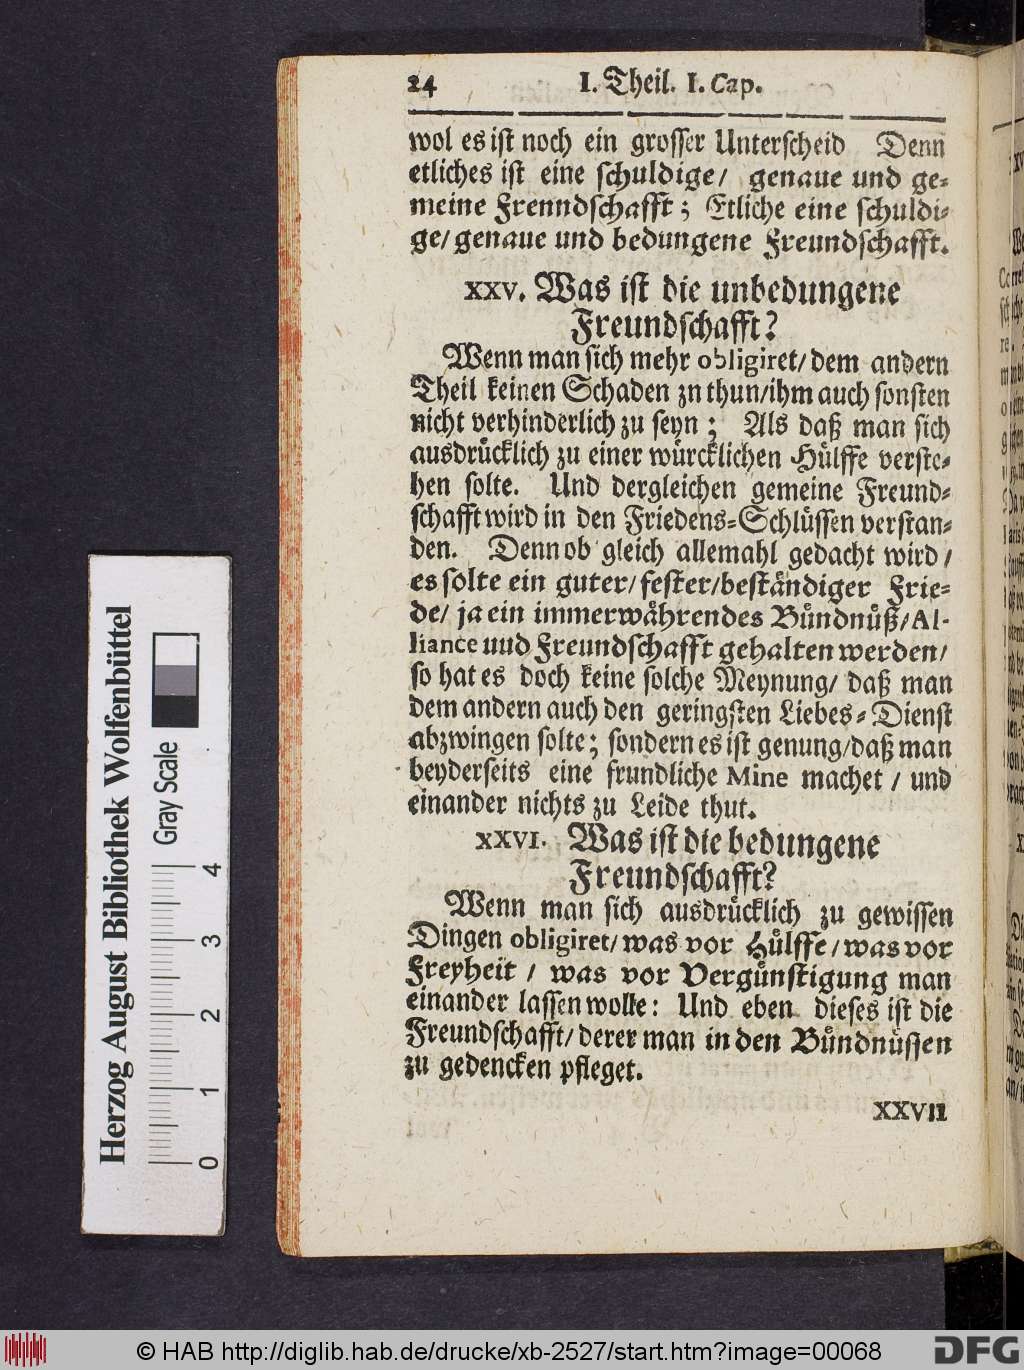 24 I. Theil. I. Cap.
wol es ist noch ein grosser Unterscheid Denn
etliches ist eine schuldige/ genaue und ge-
meine Frenndschafft; Etliche eine schuldi-
ge/ genaue und bedungene Freundschafft.
XXV. Was ist die unbedungene
Freundschafft?
Wenn man sich mehr obligiret/ dem andern
Theil keinen Schaden zn thun/ihm auch sonsten
nicht verhinderlich zu seyn; Als daß man sich
ausdrücklich zu einer würcklichen Hülffe verste-
hen solte. Und dergleichen gemeine Freund-
schafft wird in den Friedens-Schlüssen verstan-
den. Denn ob gleich allemahl gedacht wird/
es solte ein guter/ fester/beständiger Frie-
de/ ja ein immerwährendes Bündnüß/Al-
liance uud Freundschafft gehalten werden/
so hat es doch keine solche Meynung/ daß man
dem andern auch den geringsten Liebes-Dienst
abzwingen solte; sondern es ist genung/daß man
beyderseits eine frundliche Mine machet/ und
einander nichts zu Leide thut.
XXVI. Was ist die bedungene
Freundschafft?
Wenn man sich ausdrücklich zu gewissen
Dingen obligiret/ was vor Hülffe/ was vor
Freyheit/ was vor Vergünstigung man
einander lassen wolle: Und eben dieses ist die
Freundschafft/ derer man in den Bündnüssen
zu gedencken pfleget.
XXVII
Herzog August Bibliothek Wolfenbüttel
Gray Scale
0 1 2 3 4
© HAB http://diglib.hab.de/drucke/xb-2527/start.htm?image=00068
DFG